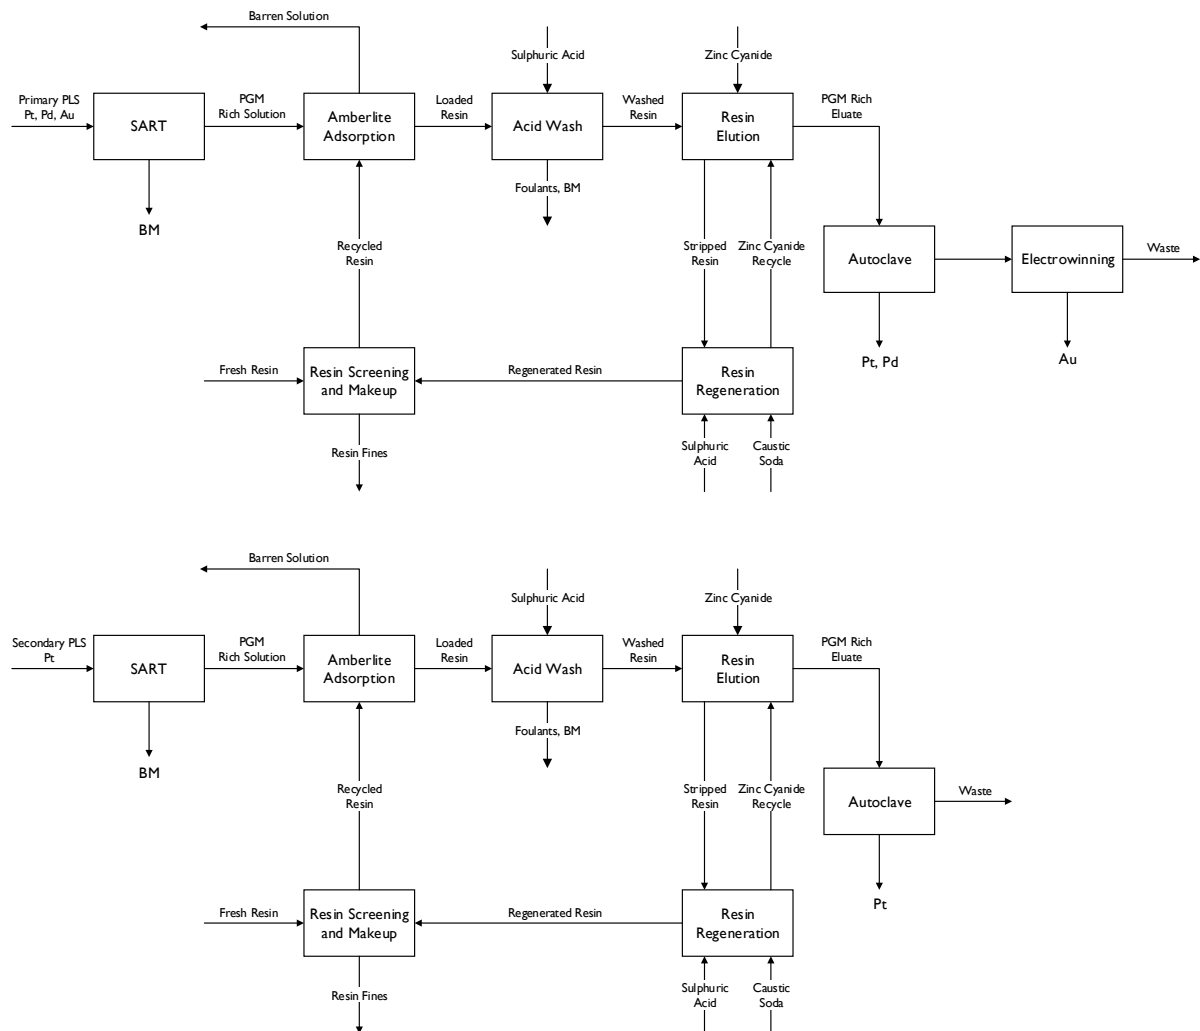 Barren Solution
Sulphuric Acid
Zinc Cyanide
Primary PLS
Pt, Pd, Au
SART
PGM
Rich Solution
Amberlite
Adsorption
Loaded
Resin
Acid Wash
Washed
Resin
Resin
Elution
PGM Rich
Eluate
BM
Foulants, BM
Recycled
Resin
Stripped
Resin
Zinc Cyanide
Recycle
Autoclave
Electrowinning
Waste
Pt, Pd
Au
Fresh Resin
Resin Screening
and Makeup
Regenerated Resin
Resin
Regeneration
Resin Fines
Sulphuric
Acid
Caustic
Soda
Barren Solution
Sulphuric Acid
Zinc Cyanide
Secondary PLS
Pt
SART
PGM
Rich Solution
Amberlite
Adsorption
Loaded
Resin
Acid Wash
Washed
Resin
Resin
Elution
PGM Rich
Eluate
BM
Foulants, BM
Recycled
Resin
Stripped
Resin
Zinc Cyanide
Recycle
Autoclave
Waste
Pt
Fresh Resin
Resin Screening
and Makeup
Regenerated Resin
Resin
Regeneration
Resin Fines
Sulphuric
Acid
Caustic
Soda